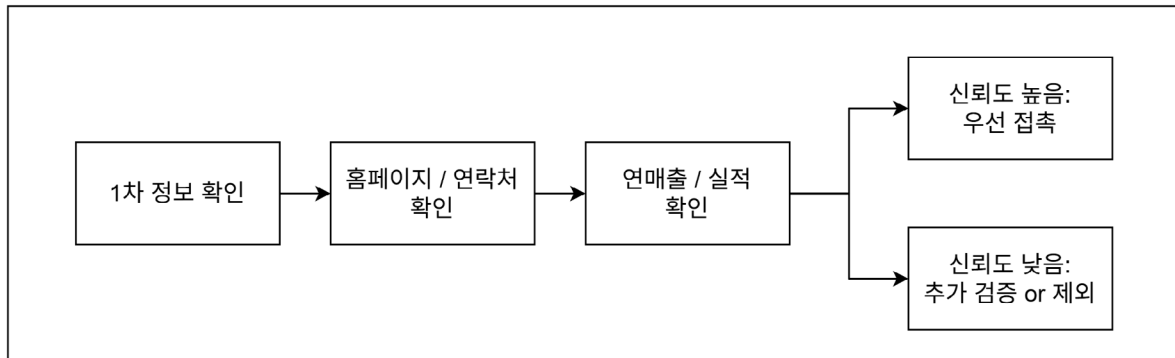 1차 정보 확인
홈페이지 / 연락처
확인
연매출 / 실적
확인
신뢰도 높음:
우선 접촉
신뢰도 낮음:
추가 검증 or 제외